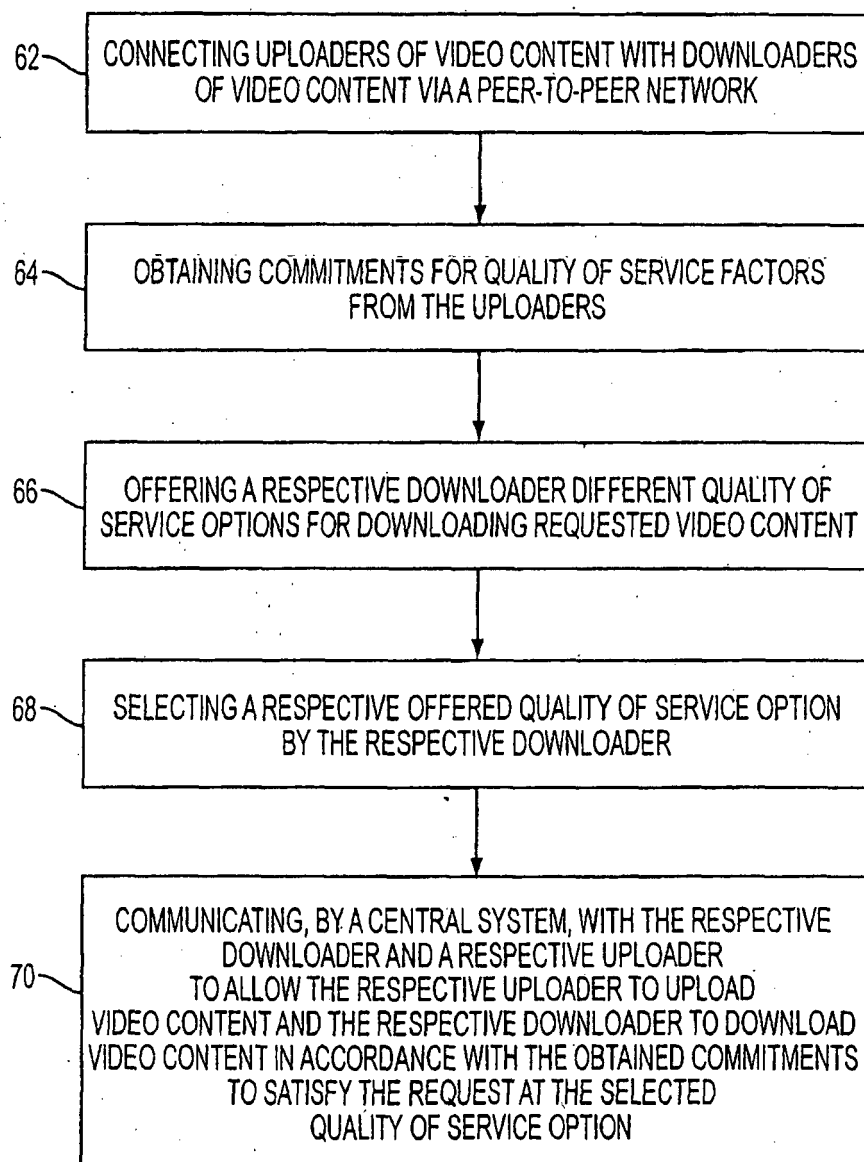 62
CONNECTING UPLOADERS OF VIDEO CONTENT WITH DOWNLOADERS
OF VIDEO CONTENT VIA A PEER-TO-PEER NETWORK
64
OBTAINING COMMITMENTS FOR QUALITY OF SERVICE FACTORS
FROM THE UPLOADERS
66
OFFERING A RESPECTIVE DOWNLOADER DIFFERENT QUALITY OF
SERVICE OPTIONS FOR DOWNLOADING REQUESTED VIDEO CONTENT
68
SELECTING A RESPECTIVE OFFERED QUALITY OF SERVICE OPTION
BY THE RESPECTIVE DOWNLOADER
70
COMMUNICATING, BY A CENTRAL SYSTEM, WITH THE RESPECTIVE
DOWNLOADER AND A RESPECTIVE UPLOADER
TO ALLOW THE RESPECTIVE UPLOADER TO UPLOAD
VIDEO CONTENT AND THE RESPECTIVE DOWNLOADER TO DOWNLOAD
VIDEO CONTENT IN ACCORDANCE WITH THE OBTAINED COMMITMENTS
TO SATISFY THE REQUEST AT THE SELECTED
QUALITY OF SERVICE OPTION